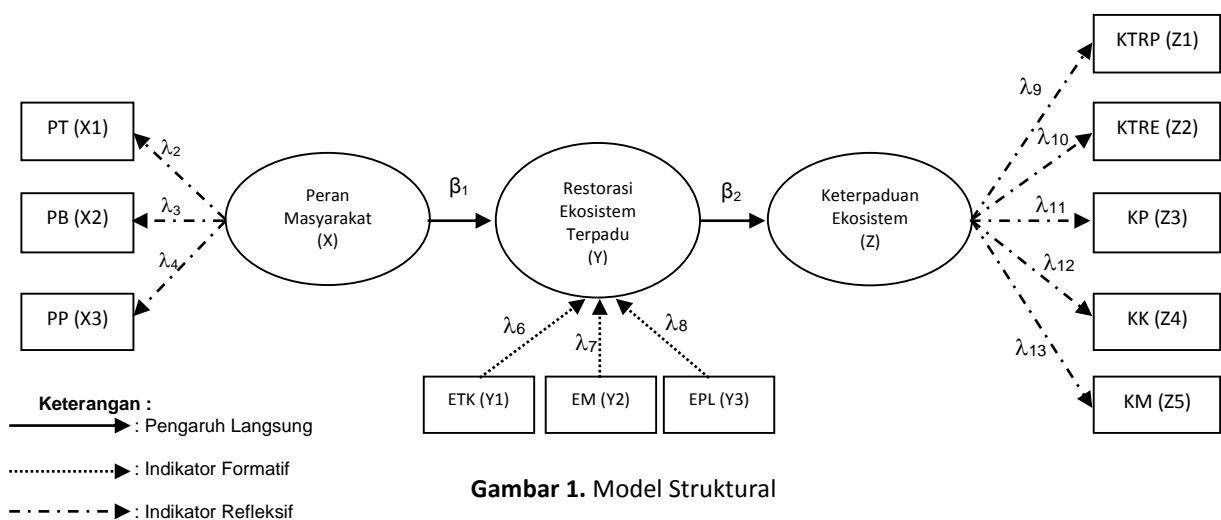 KTRP (Z1)
λ9
PT (X1)
λ2
KTRE (Z2)
λ10
PB (X2)
λ3
Peran
Masyarakat
(X)
β1
Restorasi
Ekosistem
Terpadu
(Y)
β2
Keterpaduan
Ekosistem
(Z)
λ11
KP (Z3)
λ4
PP (X3)
λ12
KK (Z4)
λ6
λ7
λ8
λ13
ETK (Y1)
EM (Y2)
EPL (Y3)
KM (Z5)
Keterangan :
: Pengaruh Langsung
: Indikator Formatif
: Indikator Refleksif
Gambar 1. Model Struktural